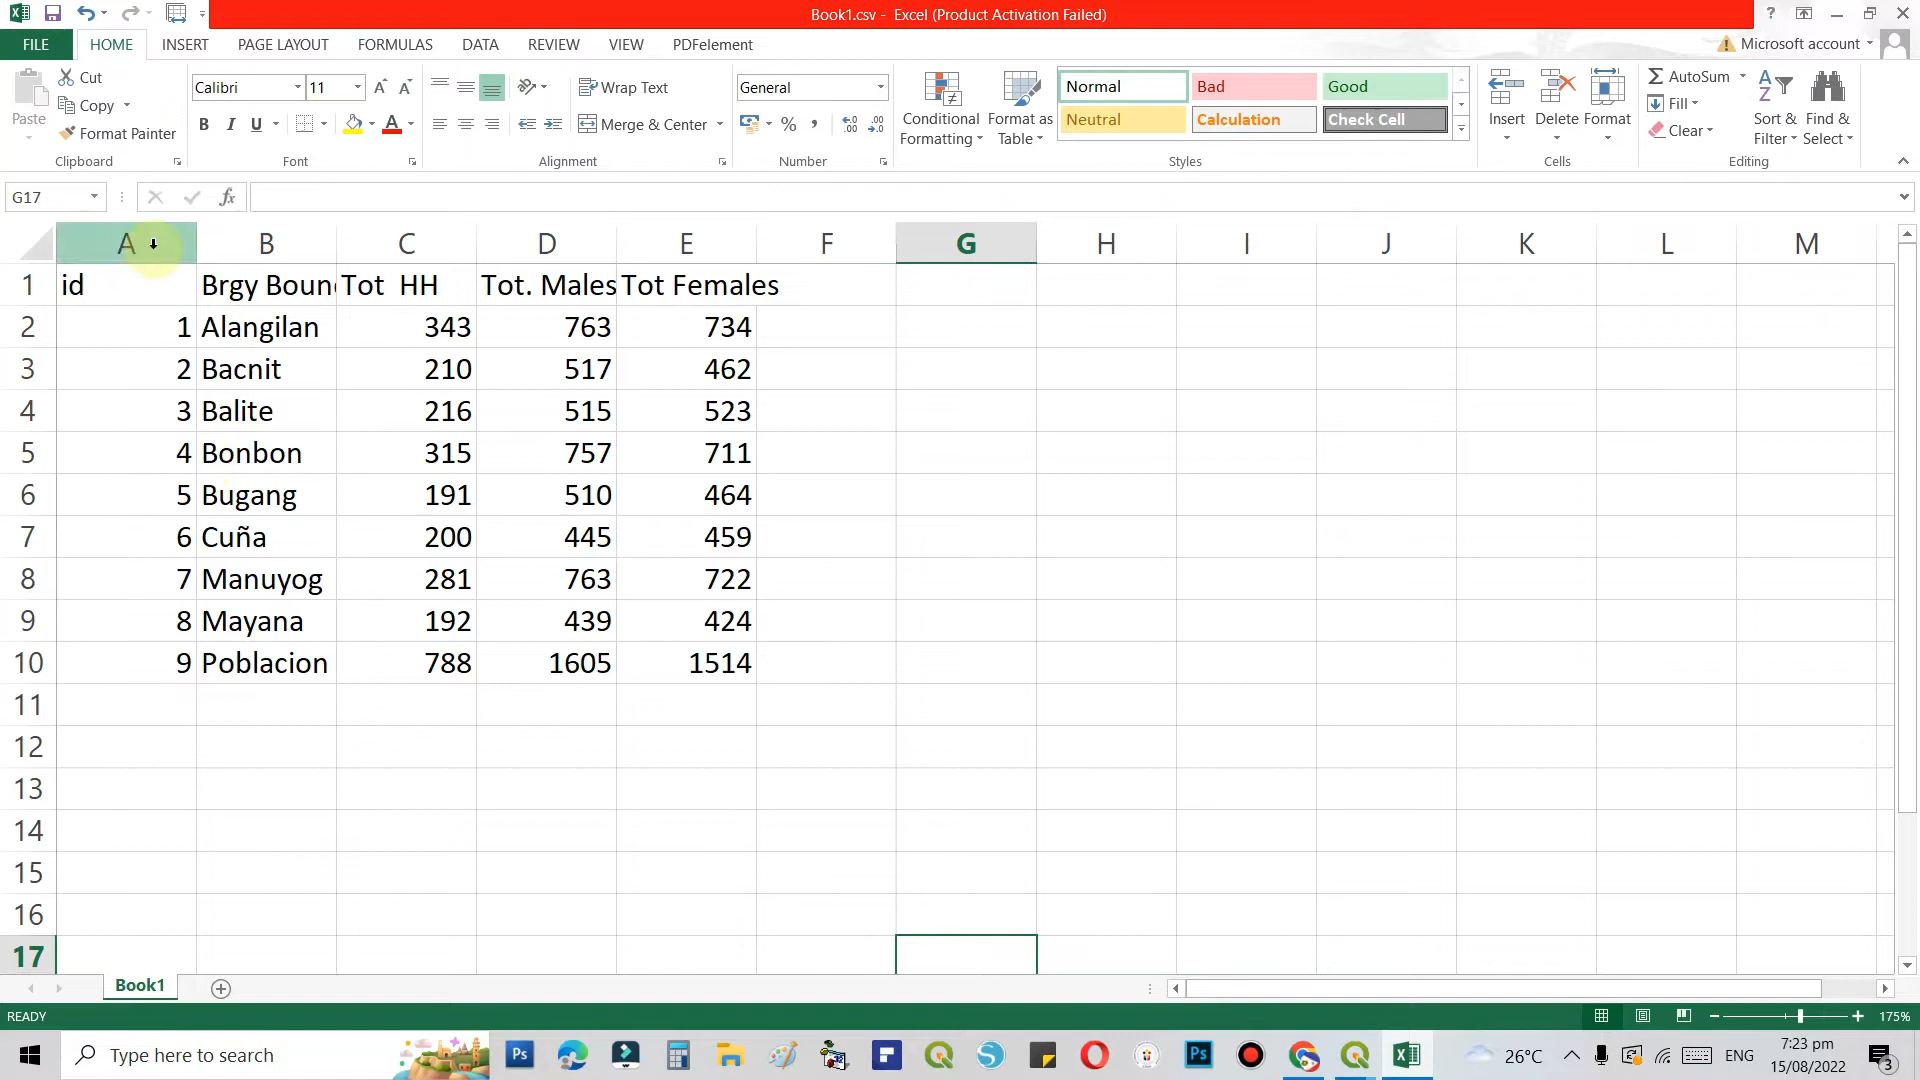 Book1.csv - Excel (Product Activation Failed)
FILE HOME INSERT PAGE LAYOUT FORMULAS DATA REVIEW VIEW PDFelement Microsoft account
Cut
Copy
Format Painter
Paste
Clipboard
Calibri 11
B I U A
Font
Wrap Text
Merge & Center
Alignment
General
%
Number
Conditional Formatting
Format as Table
Normal Bad Good
Neutral Calculation Check Cell
Styles
Insert Delete Format
Cells
AutoSum
Fill
Clear
Sort & Filter
Find & Select
Editing
G17 fx
A B C D E F G H I J K L M
1 id Brgy Boun Tot HH Tot. Males Tot Females
2 1 Alangilan 343 763 734
3 2 Bacnit 210 517 462
4 3 Balite 216 515 523
5 4 Bonbon 315 757 711
6 5 Bugang 191 510 464
7 6 Cuña 200 445 459
8 7 Manuyog 281 763 722
9 8 Mayana 192 439 424
10 9 Poblacion 788 1605 1514
11
12
13
14
15
16
17
Book1
READY 175%
Type here to search
26°C ENG 7:23 pm
15/08/2022 3